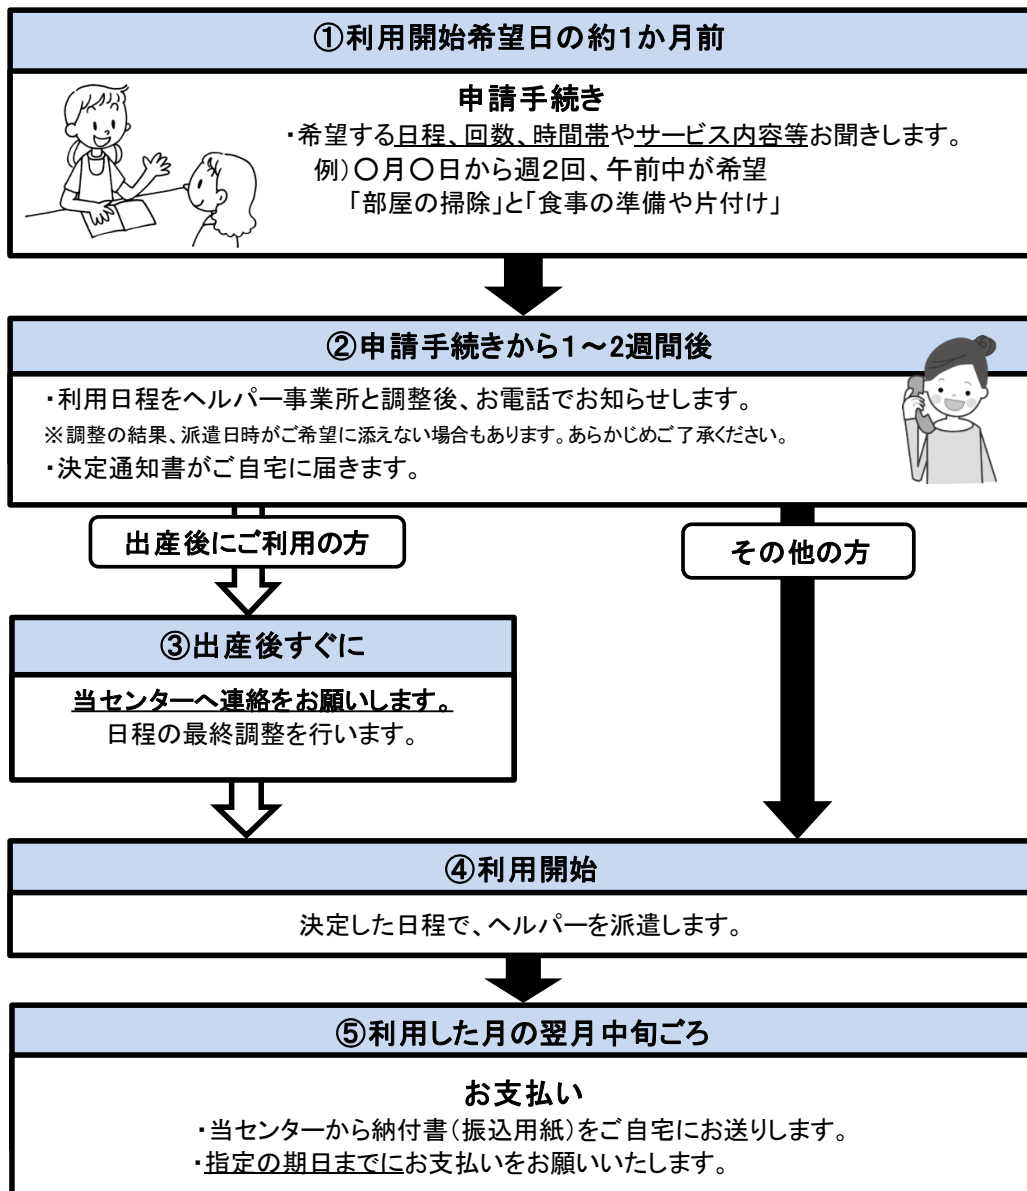 ①利用開始希望日の約1か月前
申請手続き
・希望する日程、回数、時間帯やサービス内容等お聞きします。
例)〇月〇日から週2回、午前中が希望
「部屋の掃除」と「食事の準備や片付け」
②申請手続きから1～2週間後
・利用日程をヘルパー事業所と調整後、お電話でお知らせします。
※調整の結果、派遣日時がご希望に添えない場合もあります。あらかじめご了承ください。
・決定通知書がご自宅に届きます。
出産後にご利用の方
その他の方
③出産後すぐに
当センターへ連絡をお願いします。
日程の最終調整を行います。
④利用開始
決定した日程で、ヘルパーを派遣します。
⑤利用した月の翌月中旬ごろ
お支払い
・当センターから納付書(振込用紙)をご自宅にお送りします。
・指定の期日までにお支払いをお願いいたします。